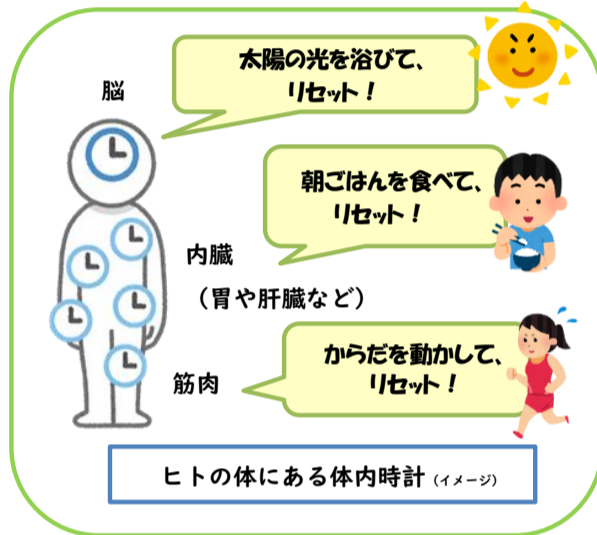 太陽の光を浴びて、
リセット！
脳
朝ごはんを食べて、
リセット！
内臓
（胃や肝臓など）
からだを動かして、
リセット！
筋肉
ヒトの体にある体内時計（イメージ）